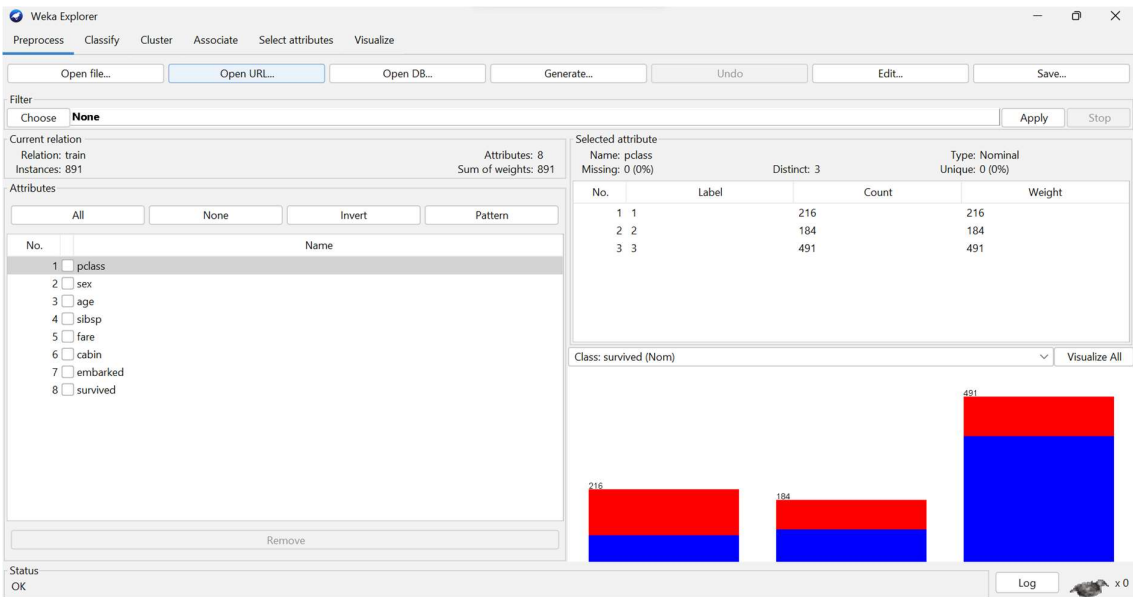 Weka Explorer
Preprocess Classify Cluster Associate Select attributes Visualize
Open file... Open URL... Open DB... Generate... Undo Edit... Save...
Filter
Choose None Apply Stop
Current relation
Relation: train Attributes: 8
Instances: 891 Sum of weights: 891
Attributes
All None Invert Pattern
No. Name
1 pclass
2 sex
3 age
4 sibsp
5 fare
6 cabin
7 embarked
8 survived
Remove
Selected attribute
Name: pclass Type: Nominal
Missing: 0 (0%) Distinct: 3 Unique: 0 (0%)
No. Label Count Weight
1 1 216 216
2 2 184 184
3 3 491 491
Class: survived (Nom) Visualize All
216 184 491
Status
OK Log x 0